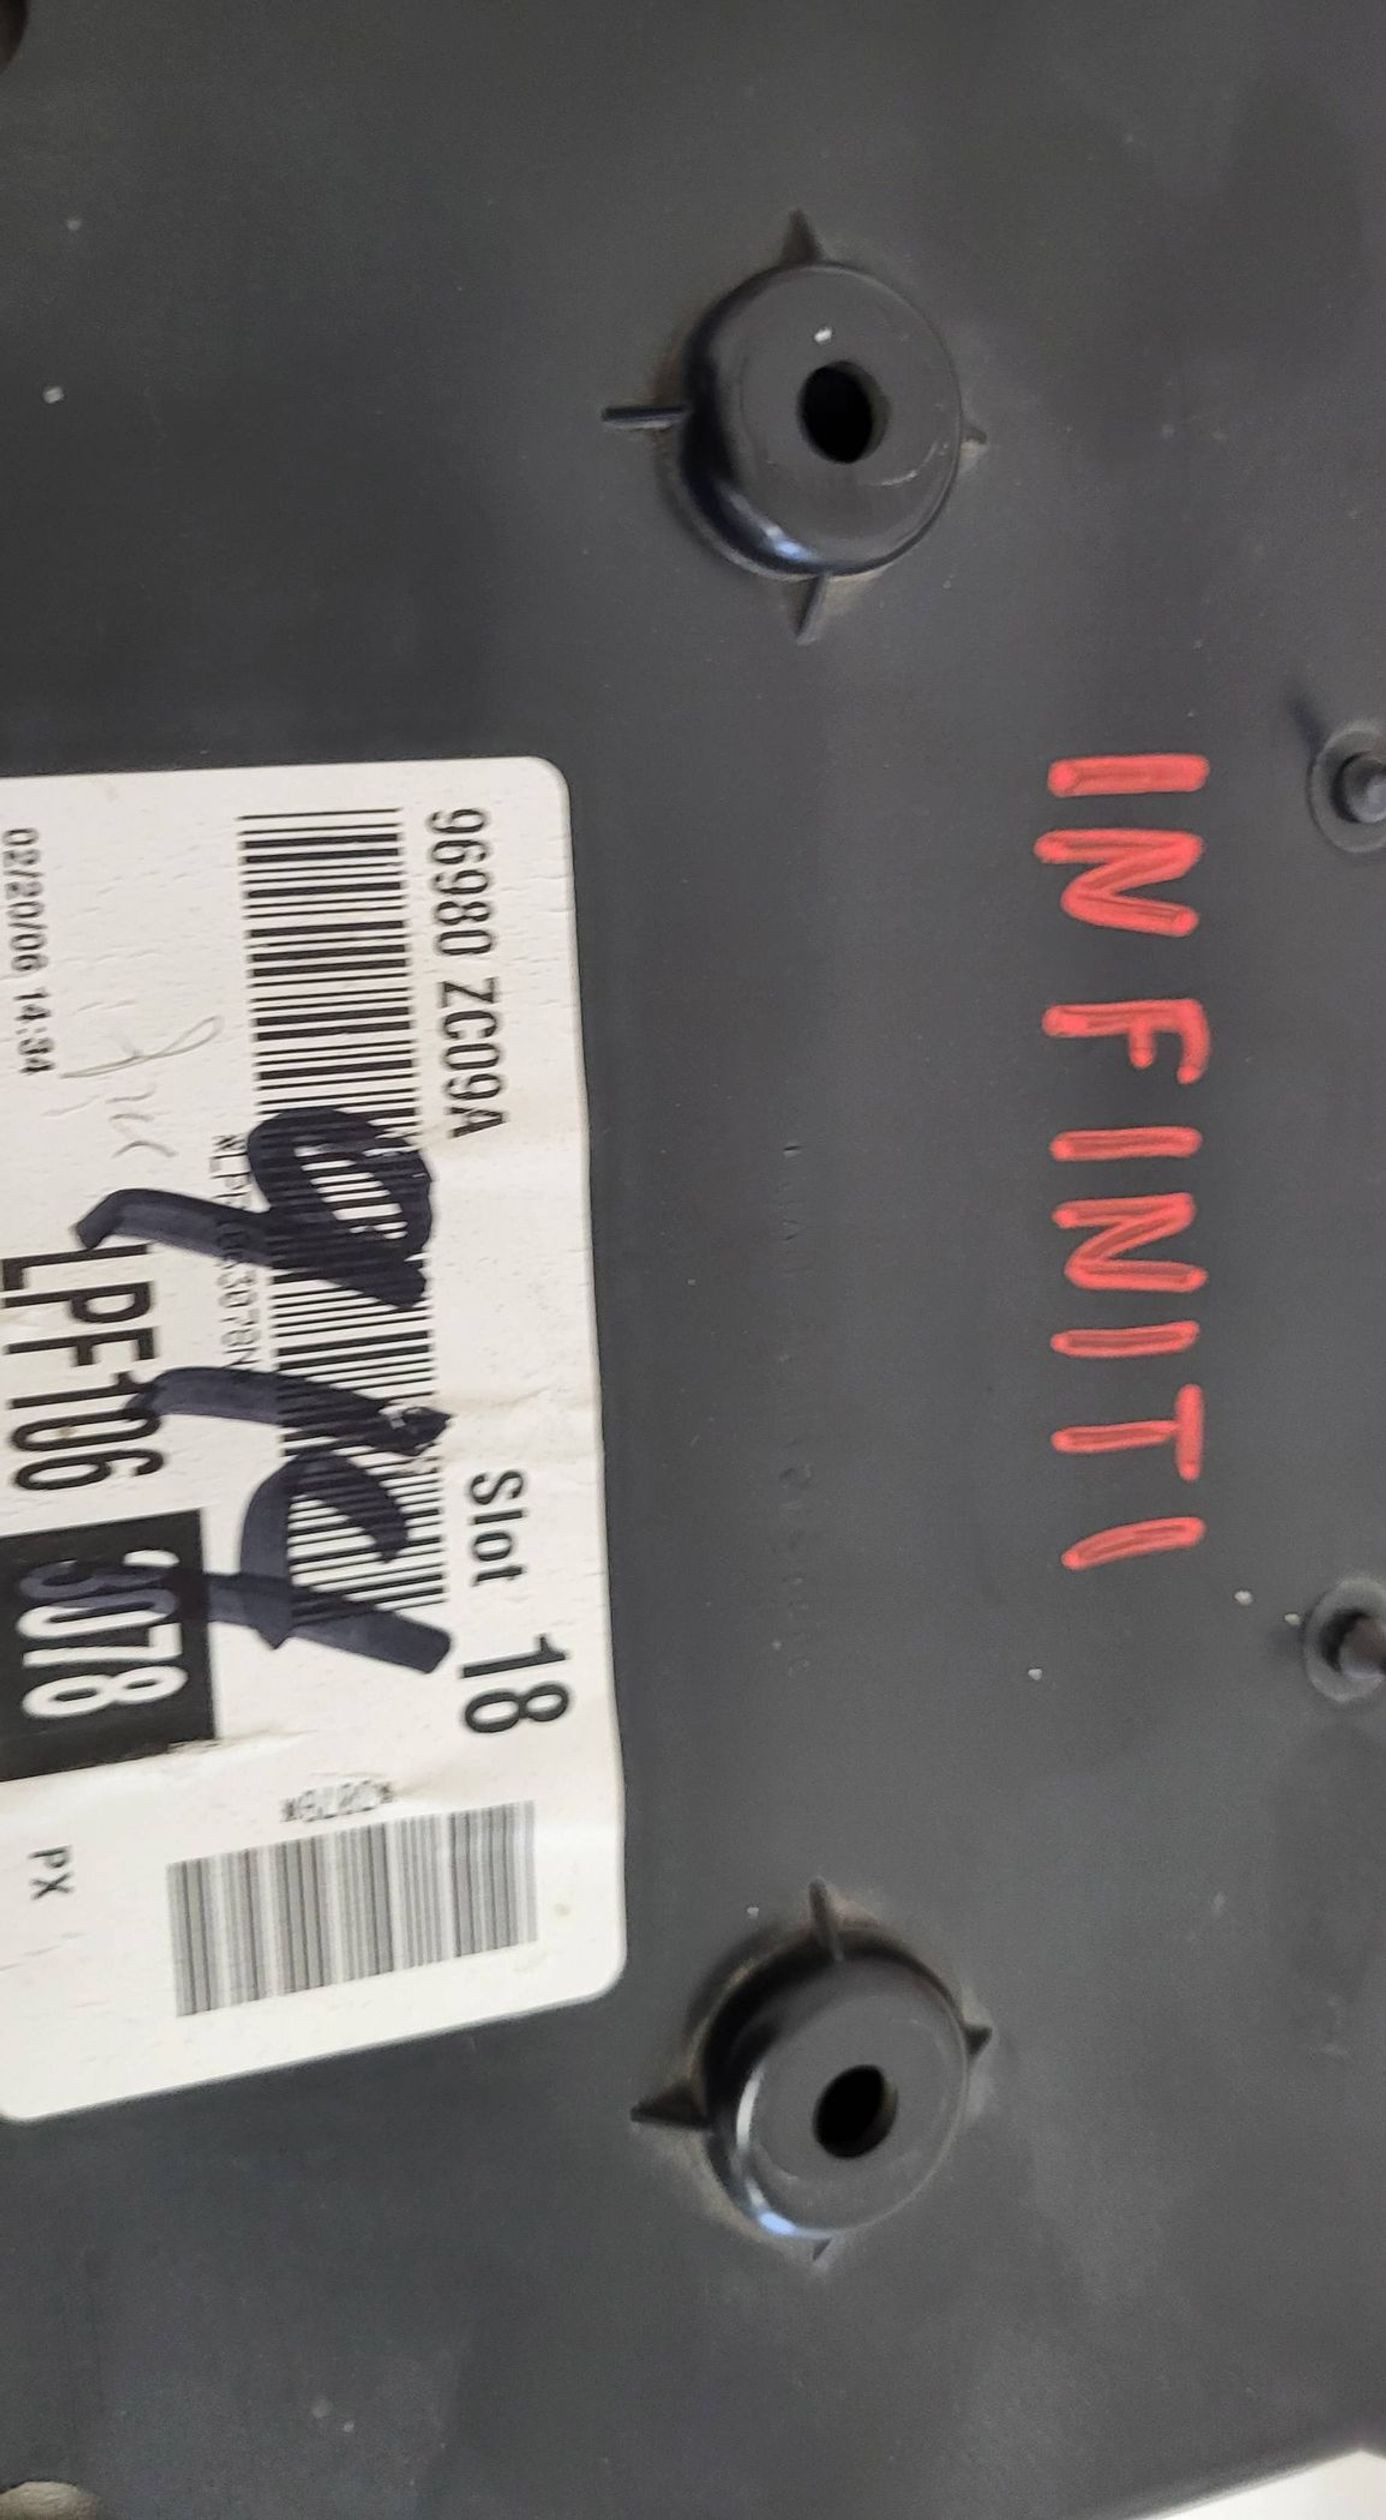 INFINITI
96980 ZC09A
Slot 18
LPF106 3078
02/20/06 14:34
PX